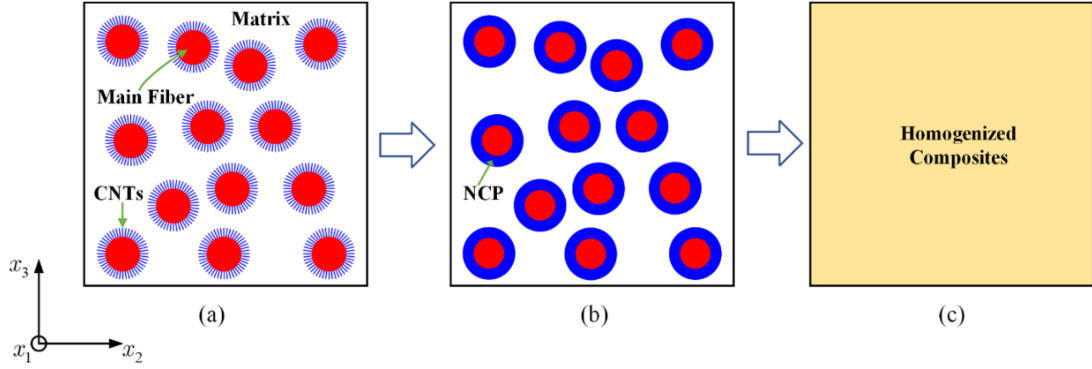 Matrix
Main Fiber
CNTs
NCP
Homogenized
Composites
x3
x1
x2
(a)
(b)
(c)